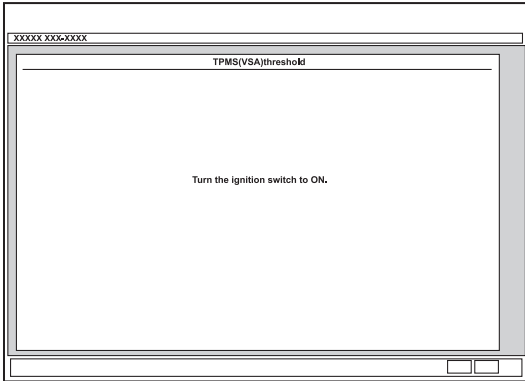 XXXXX XXX-XXXX
TPMS(VSA)threshold
Turn the ignition switch to ON.